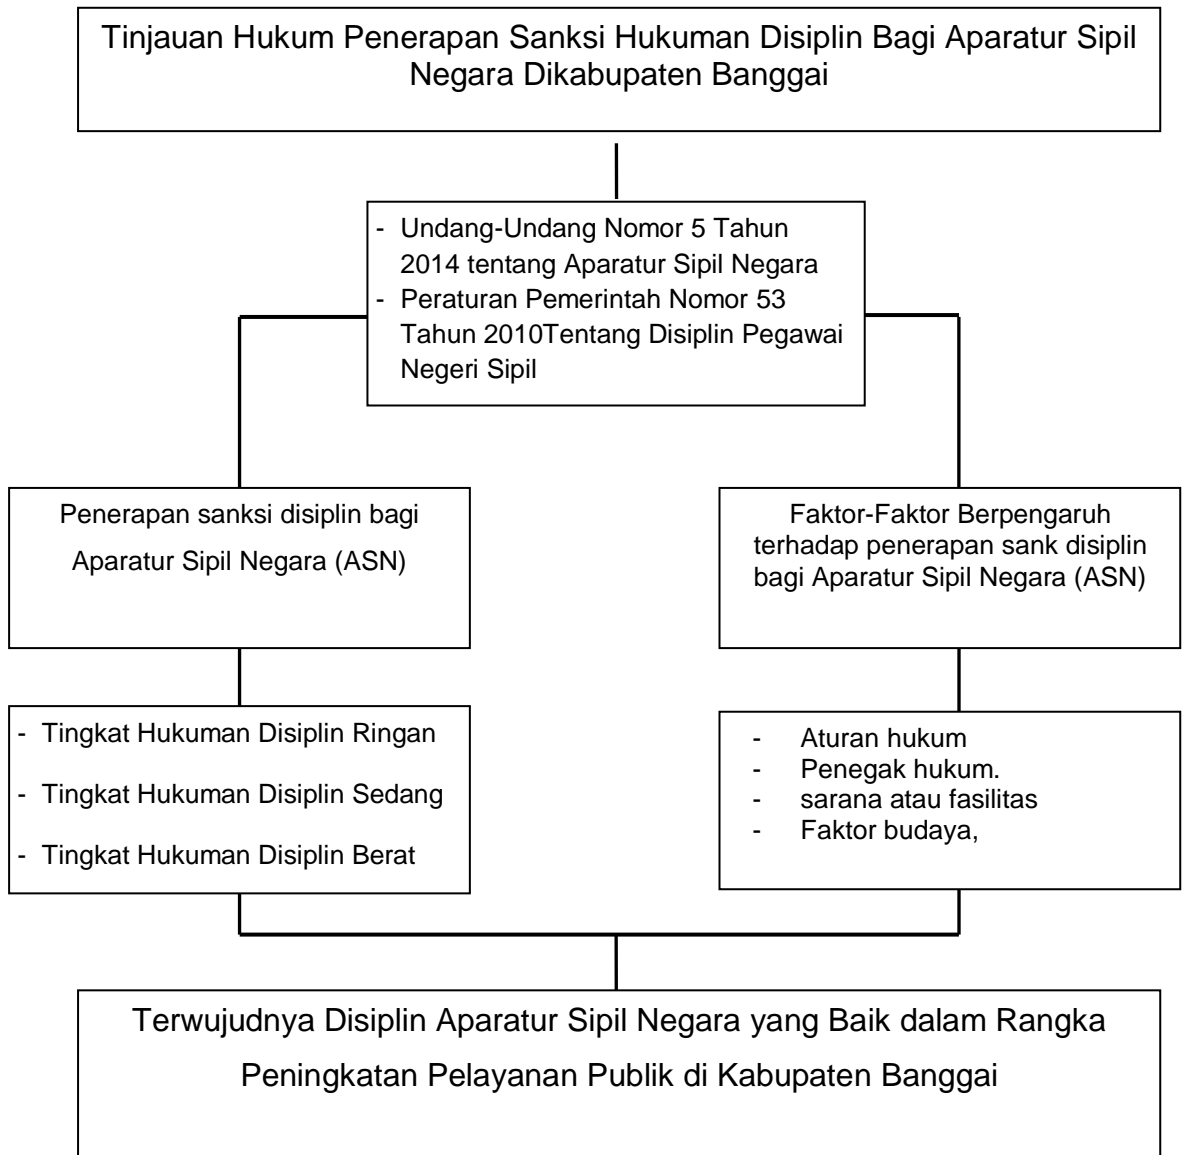 Tinjauan Hukum Penerapan Sanksi Hukuman Disiplin Bagi Aparatur Sipil
Negara Dikabupaten Banggai
- Undang-Undang Nomor 5 Tahun
2014 tentang Aparatur Sipil Negara
- Peraturan Pemerintah Nomor 53
Tahun 2010Tentang Disiplin Pegawai
Negeri Sipil
Penerapan sanksi disiplin bagi
Aparatur Sipil Negara (ASN)
Faktor-Faktor Berpengaruh
terhadap penerapan sank disiplin
bagi Aparatur Sipil Negara (ASN)
- Tingkat Hukuman Disiplin Ringan
- Tingkat Hukuman Disiplin Sedang
- Tingkat Hukuman Disiplin Berat
- Aturan hukum
- Penegak hukum.
- sarana atau fasilitas
- Faktor budaya,
Terwujudnya Disiplin Aparatur Sipil Negara yang Baik dalam Rangka
Peningkatan Pelayanan Publik di Kabupaten Banggai